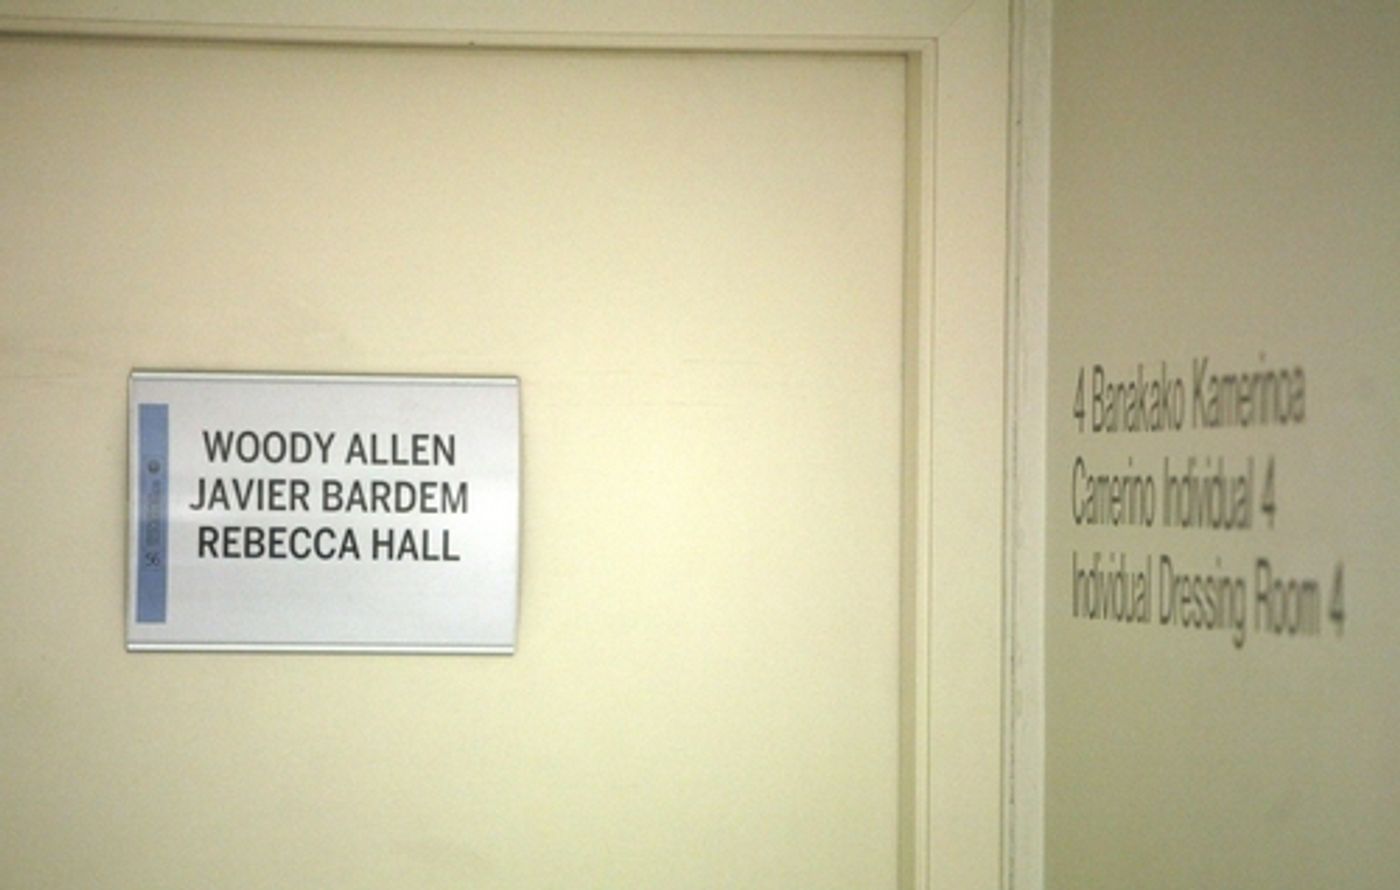 WOODY ALLEN
JAVIER BARDEM
REBECCA HALL
4 Banakako Kamerinoa
Camerino Individual 4
Individual Dressing Room 4